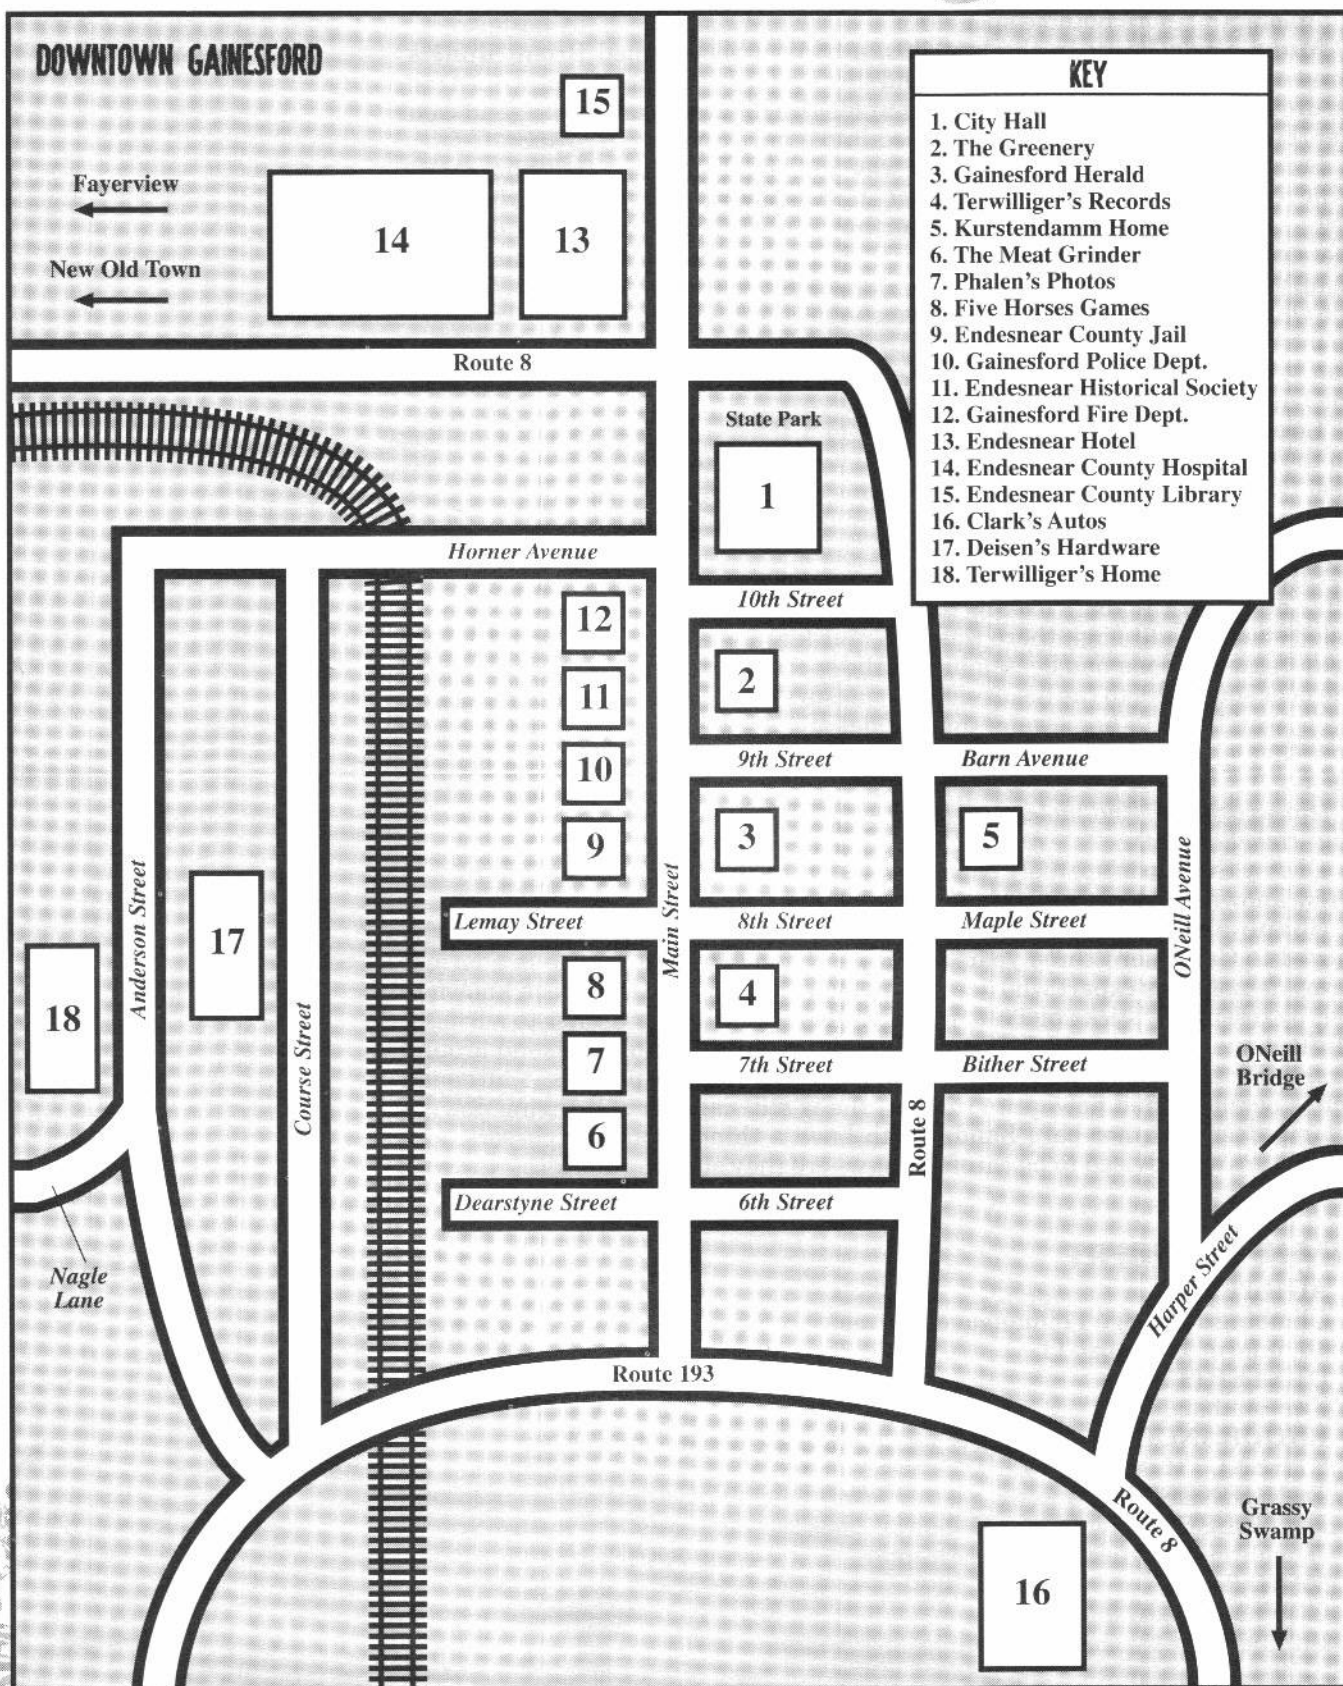 DOWNTOWN GAINESFORD
KEY
1. City Hall
2. The Greenery
3. Gainesford Herald
4. Terwilliger's Records
5. Kurstendamm Home
6. The Meat Grinder
7. Phalen's Photos
8. Five Horses Games
9. Endesnear County Jail
10. Gainesford Police Dept.
11. Endesnear Historical Society
12. Gainesford Fire Dept.
13. Endesnear Hotel
14. Endesnear County Hospital
15. Endesnear County Library
16. Clark's Autos
17. Deisen's Hardware
18. Terwilliger's Home
15
Fayerview
New Old Town
14
13
Route 8
State Park
1
Horner Avenue
10th Street
12
2
11
9th Street
Barn Avenue
10
3
5
9
Main Street
ONeill Avenue
Anderson Street
Lemay Street
8th Street
Maple Street
17
18
8
4
Course Street
7
7th Street
Bither Street
ONeill
Bridge
Route 8
6
Dearstyne Street
6th Street
Nagle
Lane
Harper Street
Route 193
Route 8
Grassy
Swamp
16